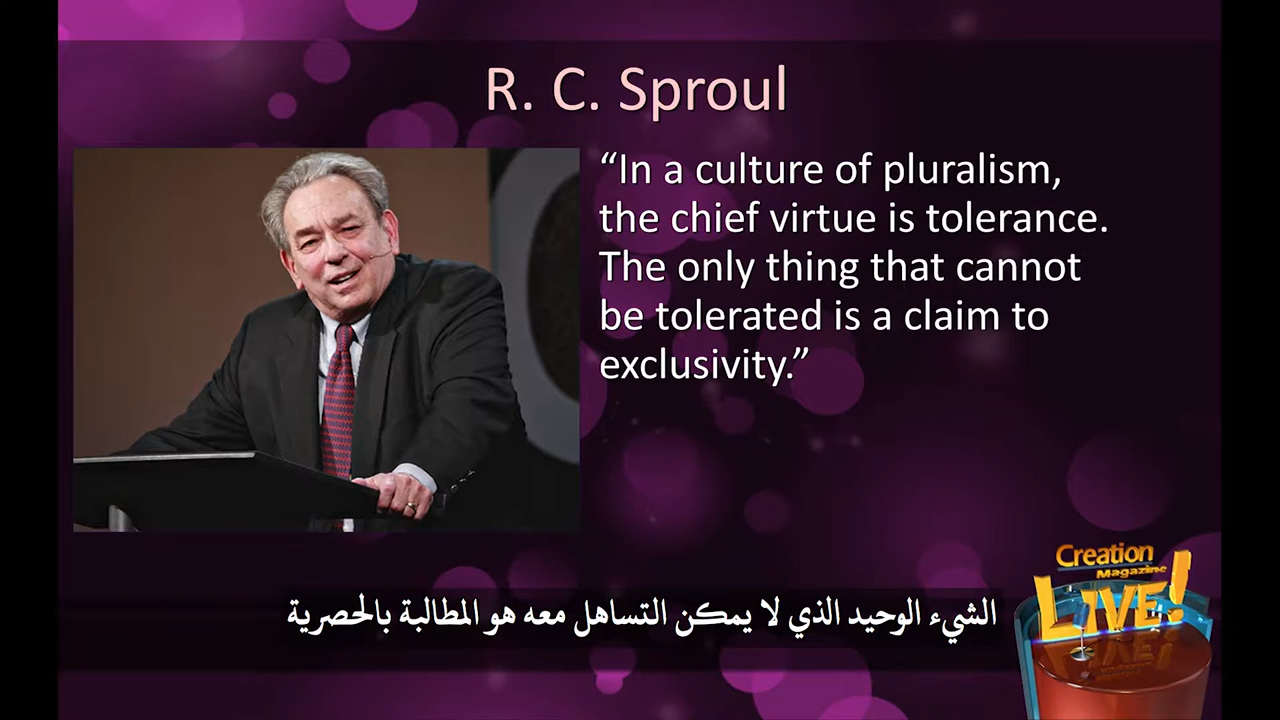 R. C. Sproul
“In a culture of pluralism,
the chief virtue is tolerance.
The only thing that cannot
be tolerated is a claim to
exclusivity.”
الشيء الوحيد الذي لا يمكن التساهل معه هو المطالبة بالحصرية
Creation
Magazine
LIVE!